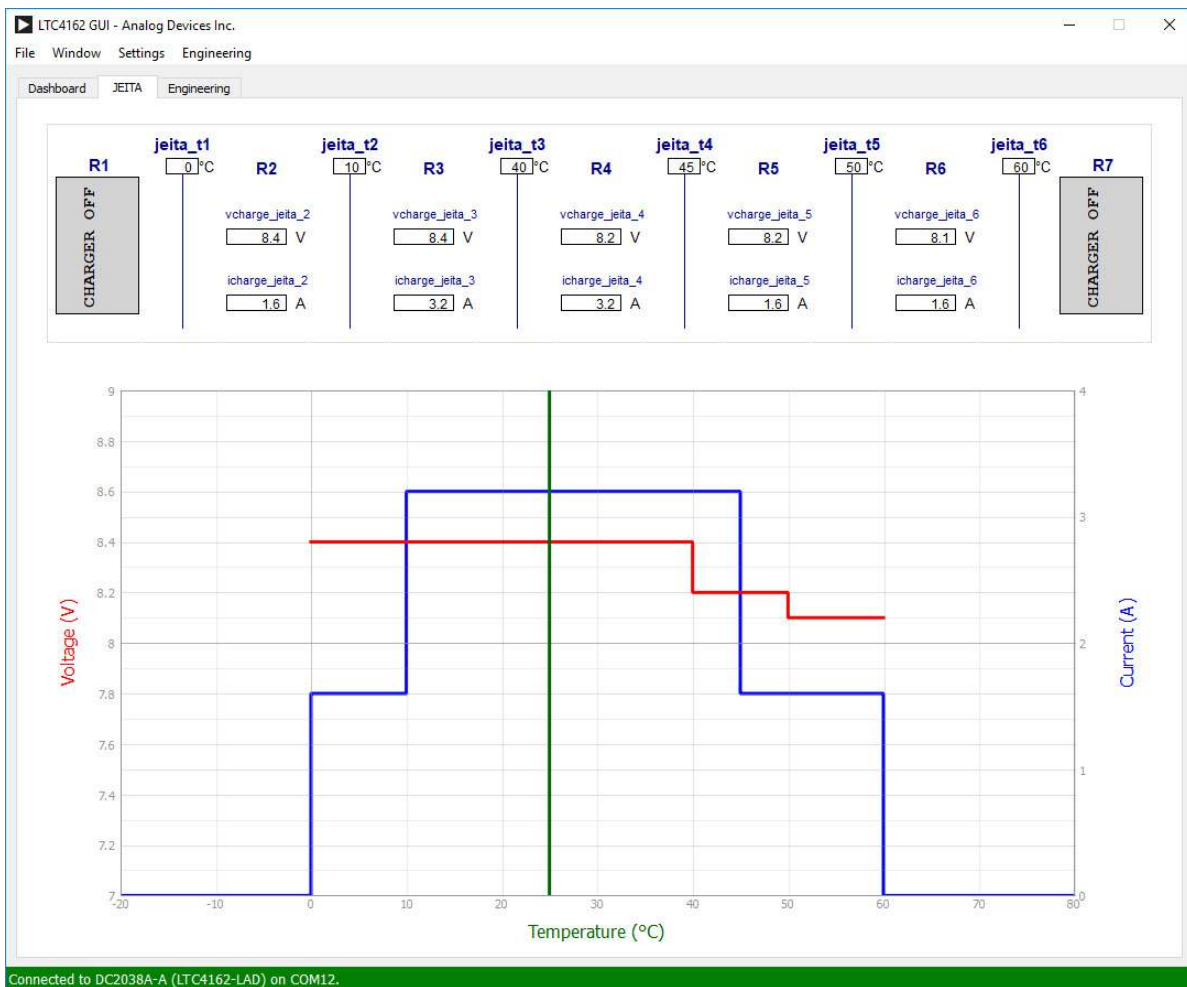 LTC4162 GUI - Analog Devices Inc.
File Window Settings Engineering
Dashboard JEITA Engineering
jeita_t1 jeita_t2 jeita_t3 jeita_t4 jeita_t5 jeita_t6
R1 0 °C R2 10 °C R3 40 °C R4 45 °C R5 50 °C R6 60 °C R7
CHARGER OFF
CHARGER OFF
vcharge_jeita_2 vcharge_jeita_3 vcharge_jeita_4 vcharge_jeita_5 vcharge_jeita_6
8.4 V 8.4 V 8.2 V 8.2 V 8.1 V
icharge_jeita_2 icharge_jeita_3 icharge_jeita_4 icharge_jeita_5 icharge_jeita_6
1.6 A 3.2 A 3.2 A 1.6 A 1.6 A
9 4
8.8
8.6
3
8.4
8.2
Voltage (V)
Current (A)
8 2
7.8
7.6
1
7.4
7.2
7 0
-20 -10 0 10 20 30 40 50 60 70 80
Temperature (°C)
Connected to DC2038A-A (LTC4162-LAD) on COM12.